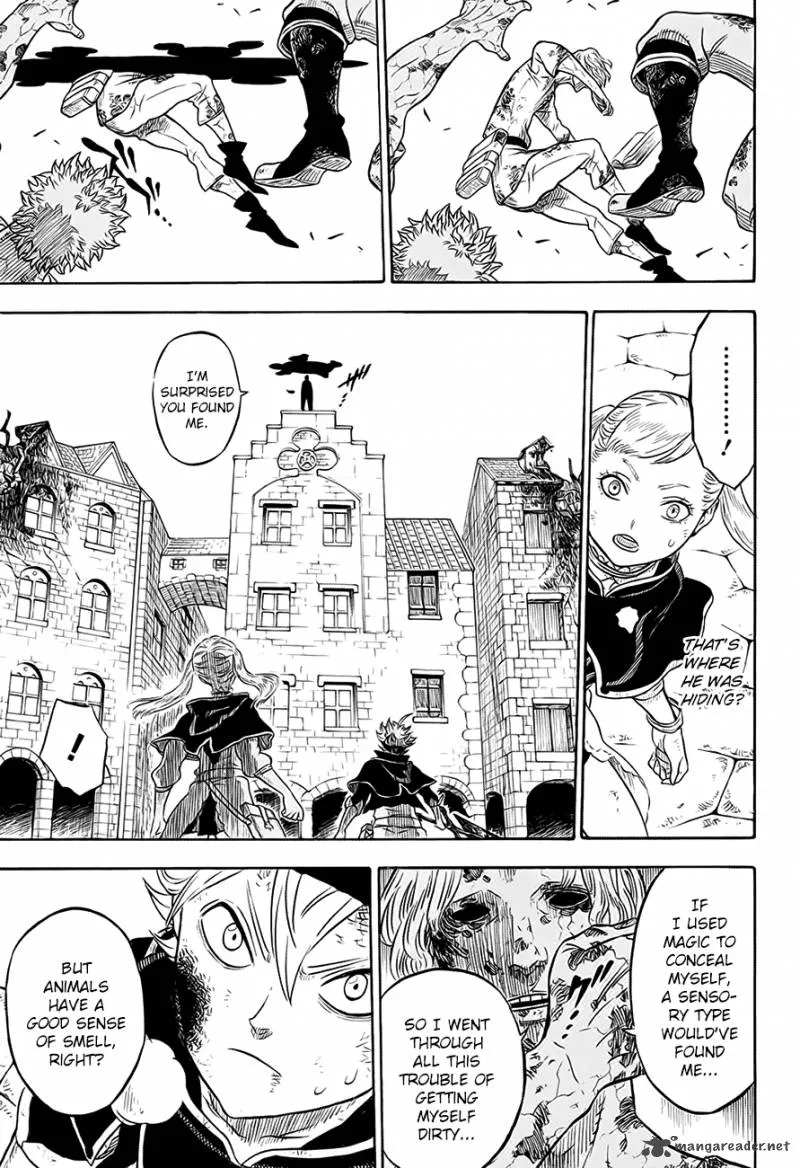 ..........
THAT'S
WHERE
HE WAS
HIDING?
I'M
SURPRISED
YOU FOUND
ME.
!
IF
I USED
MAGIC TO
CONCEAL
MYSELF,
A SENSO-
RY TYPE
WOULD'VE
FOUND
ME...
SO I WENT
THROUGH
ALL THIS
TROUBLE OF
GETTING
MYSELF
DIRTY...
BUT
ANIMALS
HAVE A
GOOD SENSE
OF SMELL,
RIGHT?
mangareader.net